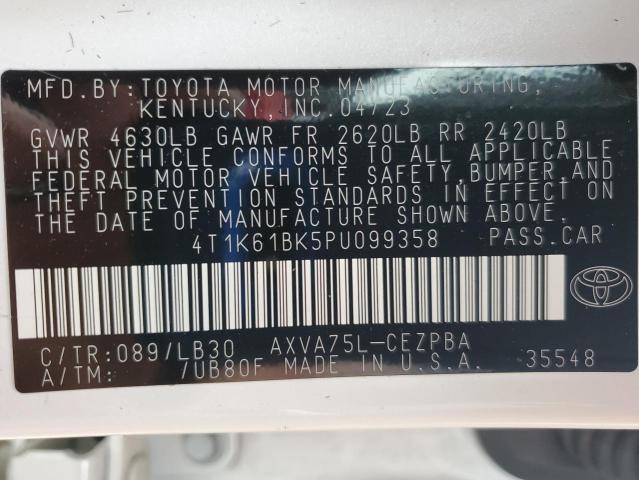 MFD.BY:TOYOTA MOTOR MANUFACTURING,
KENTUCKY,INC.04/23
GVWR 4630LB GAWR FR 2620LB RR 2420LB
THIS VEHICLE CONFORMS TO ALL APPLICABLE
FEDERAL MOTOR VEHICLE SAFETY,BUMPER,AND
THEFT PREVENTION STANDARDS IN EFFECT ON
THE DATE OF MANUFACTURE SHOWN ABOVE.
4T1K61BK5PU099358 PASS.CAR
C/TR:089/LB30 AXVA75L-CEZPBA
A/TM: /UB80F MADE IN U.S.A. 35548